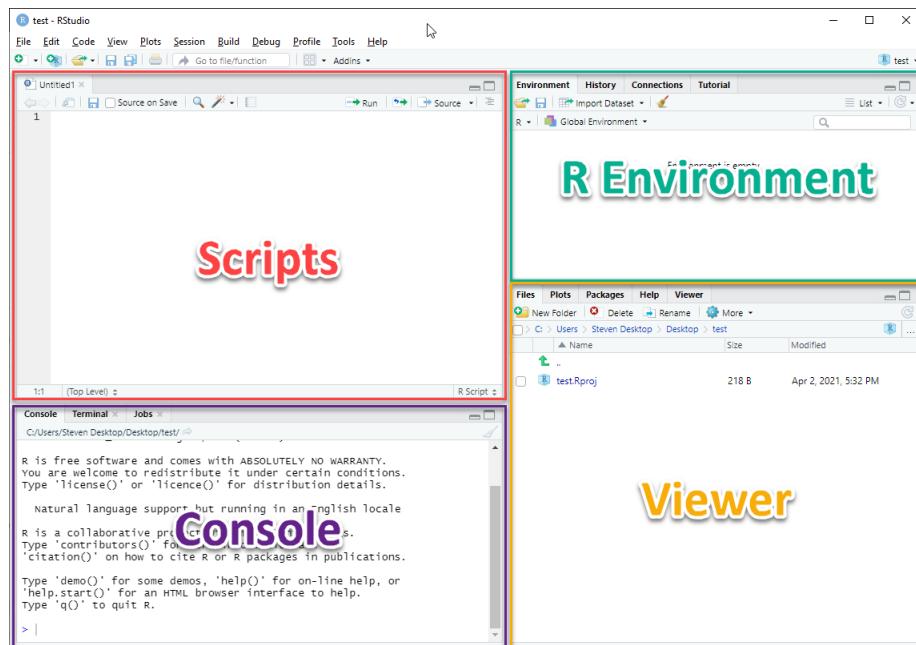 test - RStudio
File Edit Code View Plots Session Build Debug Profile Tools Help
Go to file/function Addins test
Untitled1
Source on Save Run Source
1
Scripts
1:1 (Top Level) R Script
Environment History Connections Tutorial
Import Dataset List
R Global Environment
Environment is empty
R Environment
Console Terminal Jobs
C:/Users/Steven Desktop/Desktop/test/
R is free software and comes with ABSOLUTELY NO WARRANTY.
You are welcome to redistribute it under certain conditions.
Type 'license()' or 'licence()' for distribution details.
Natural language support but running in an English locale
R is a collaborative
Type 'contributors()' for
'citation()' on how to cite R or R packages in publications.
Console
Type 'demo()' for some demos, 'help()' for on-line help, or
'help.start()' for an HTML browser interface to help.
Type 'q()' to quit R.
>
Files Plots Packages Help Viewer
New Folder Delete Rename More
C: Users Steven Desktop Desktop test
Name Size Modified
..
test.Rproj 218 B Apr 2, 2021, 5:32 PM
Viewer